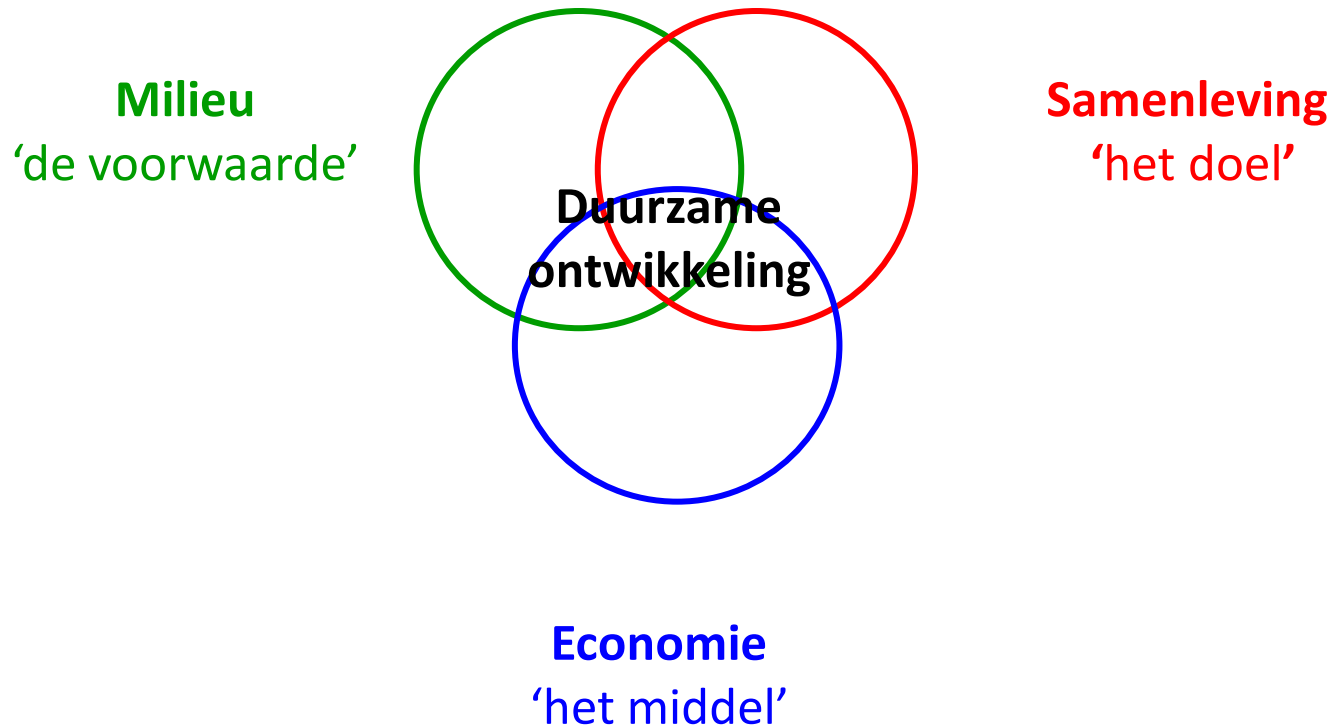 Milieu
‘de voorwaarde’
Samenleving
‘het doel’
Duurzame
ontwikkeling
Economie
‘het middel’